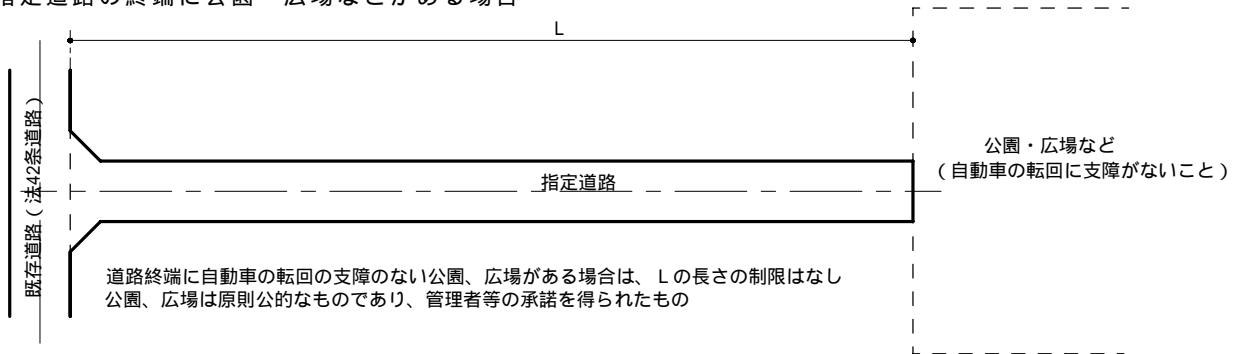 指定道路の終端に公園・広場などがある場合
L
既存道路（法42条道路）
公園・広場など
（自動車の転回に支障がないこと）
指定道路
道路終端に自動車の転回の支障のない公園、広場がある場合は、Ｌの長さの制限はなし
公園、広場は原則公的なものであり、管理者等の承諾を得られたもの